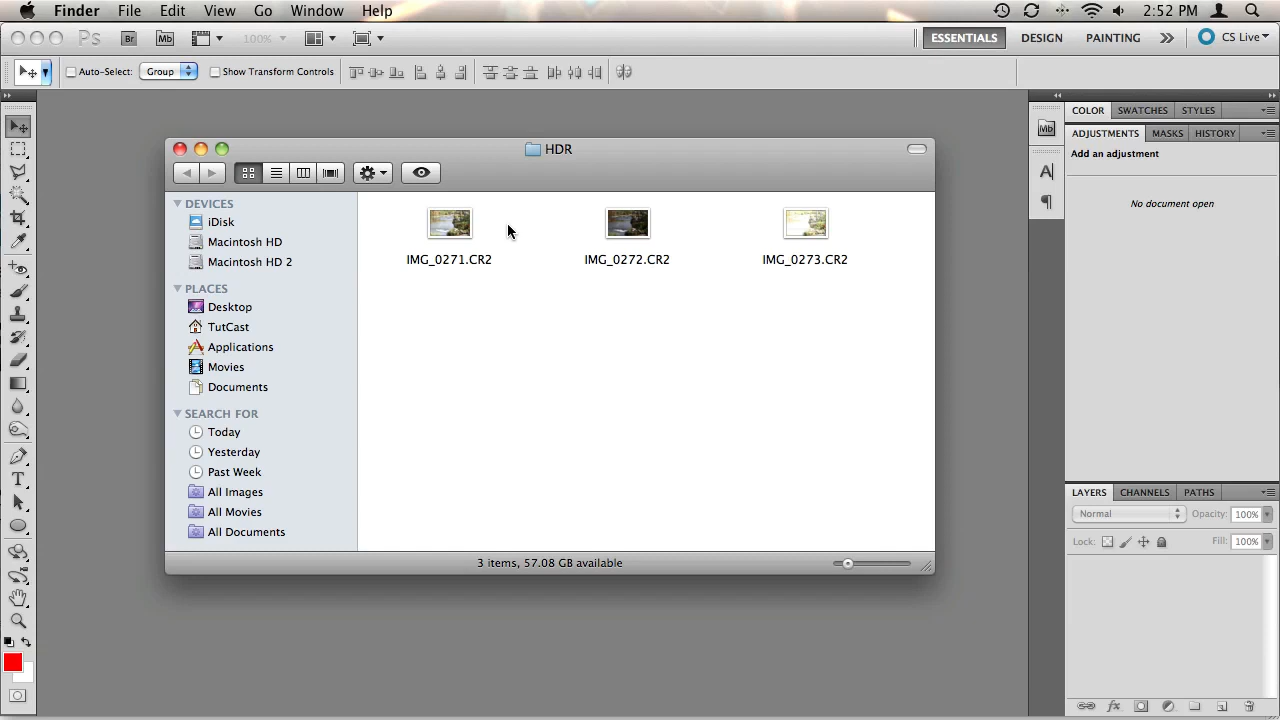 Finder File Edit View Go Window Help 2:52 PM
Ps Br Mb 100% ESSENTIALS DESIGN PAINTING CS Live
Auto-Select: Group Show Transform Controls
HDR
COLOR SWATCHES STYLES
Mb
ADJUSTMENTS MASKS HISTORY
Add an adjustment
No document open
DEVICES
iDisk
Macintosh HD
Macintosh HD 2
PLACES
Desktop
TutCast
Applications
Movies
Documents
SEARCH FOR
Today
Yesterday
Past Week
All Images
All Movies
All Documents
IMG_0271.CR2 IMG_0272.CR2 IMG_0273.CR2
3 items, 57.08 GB available
LAYERS CHANNELS PATHS
Normal Opacity: 100%
Lock: Fill: 100%